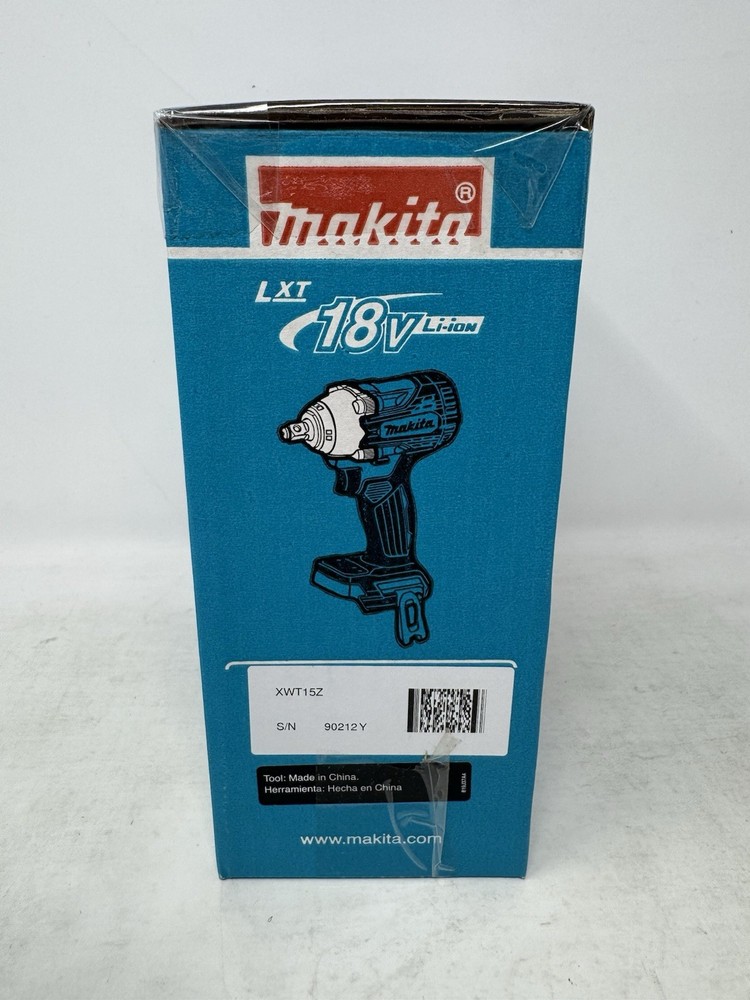 makita®
LXT
18V Li-ion
makita
XWT15Z
S/N 90212Y
Tool: Made in China.
Herramienta: Hecha en China
www.makita.com